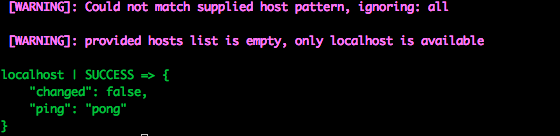 [WARNING]: Could not match supplied host pattern, ignoring: all
[WARNING]: provided hosts list is empty, only localhost is available
localhost | SUCCESS => {
    "changed": false,
    "ping": "pong"
}